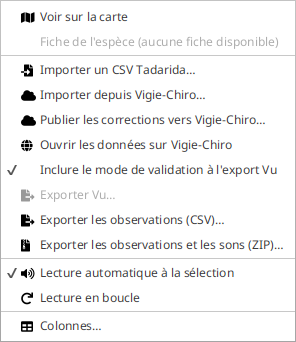 Voir sur la carte
Fiche de l'espèce (aucune fiche disponible)
Importer un CSV Tadarida...
Importer depuis Vigie-Chiro...
Publier les corrections vers Vigie-Chiro...
Ouvrir les données sur Vigie-Chiro
Inclure le mode de validation à l'export Vu
Exporter Vu...
Exporter les observations (CSV)...
Exporter les observations et les sons (ZIP)...
Lecture automatique à la sélection
Lecture en boucle
Colonnes...